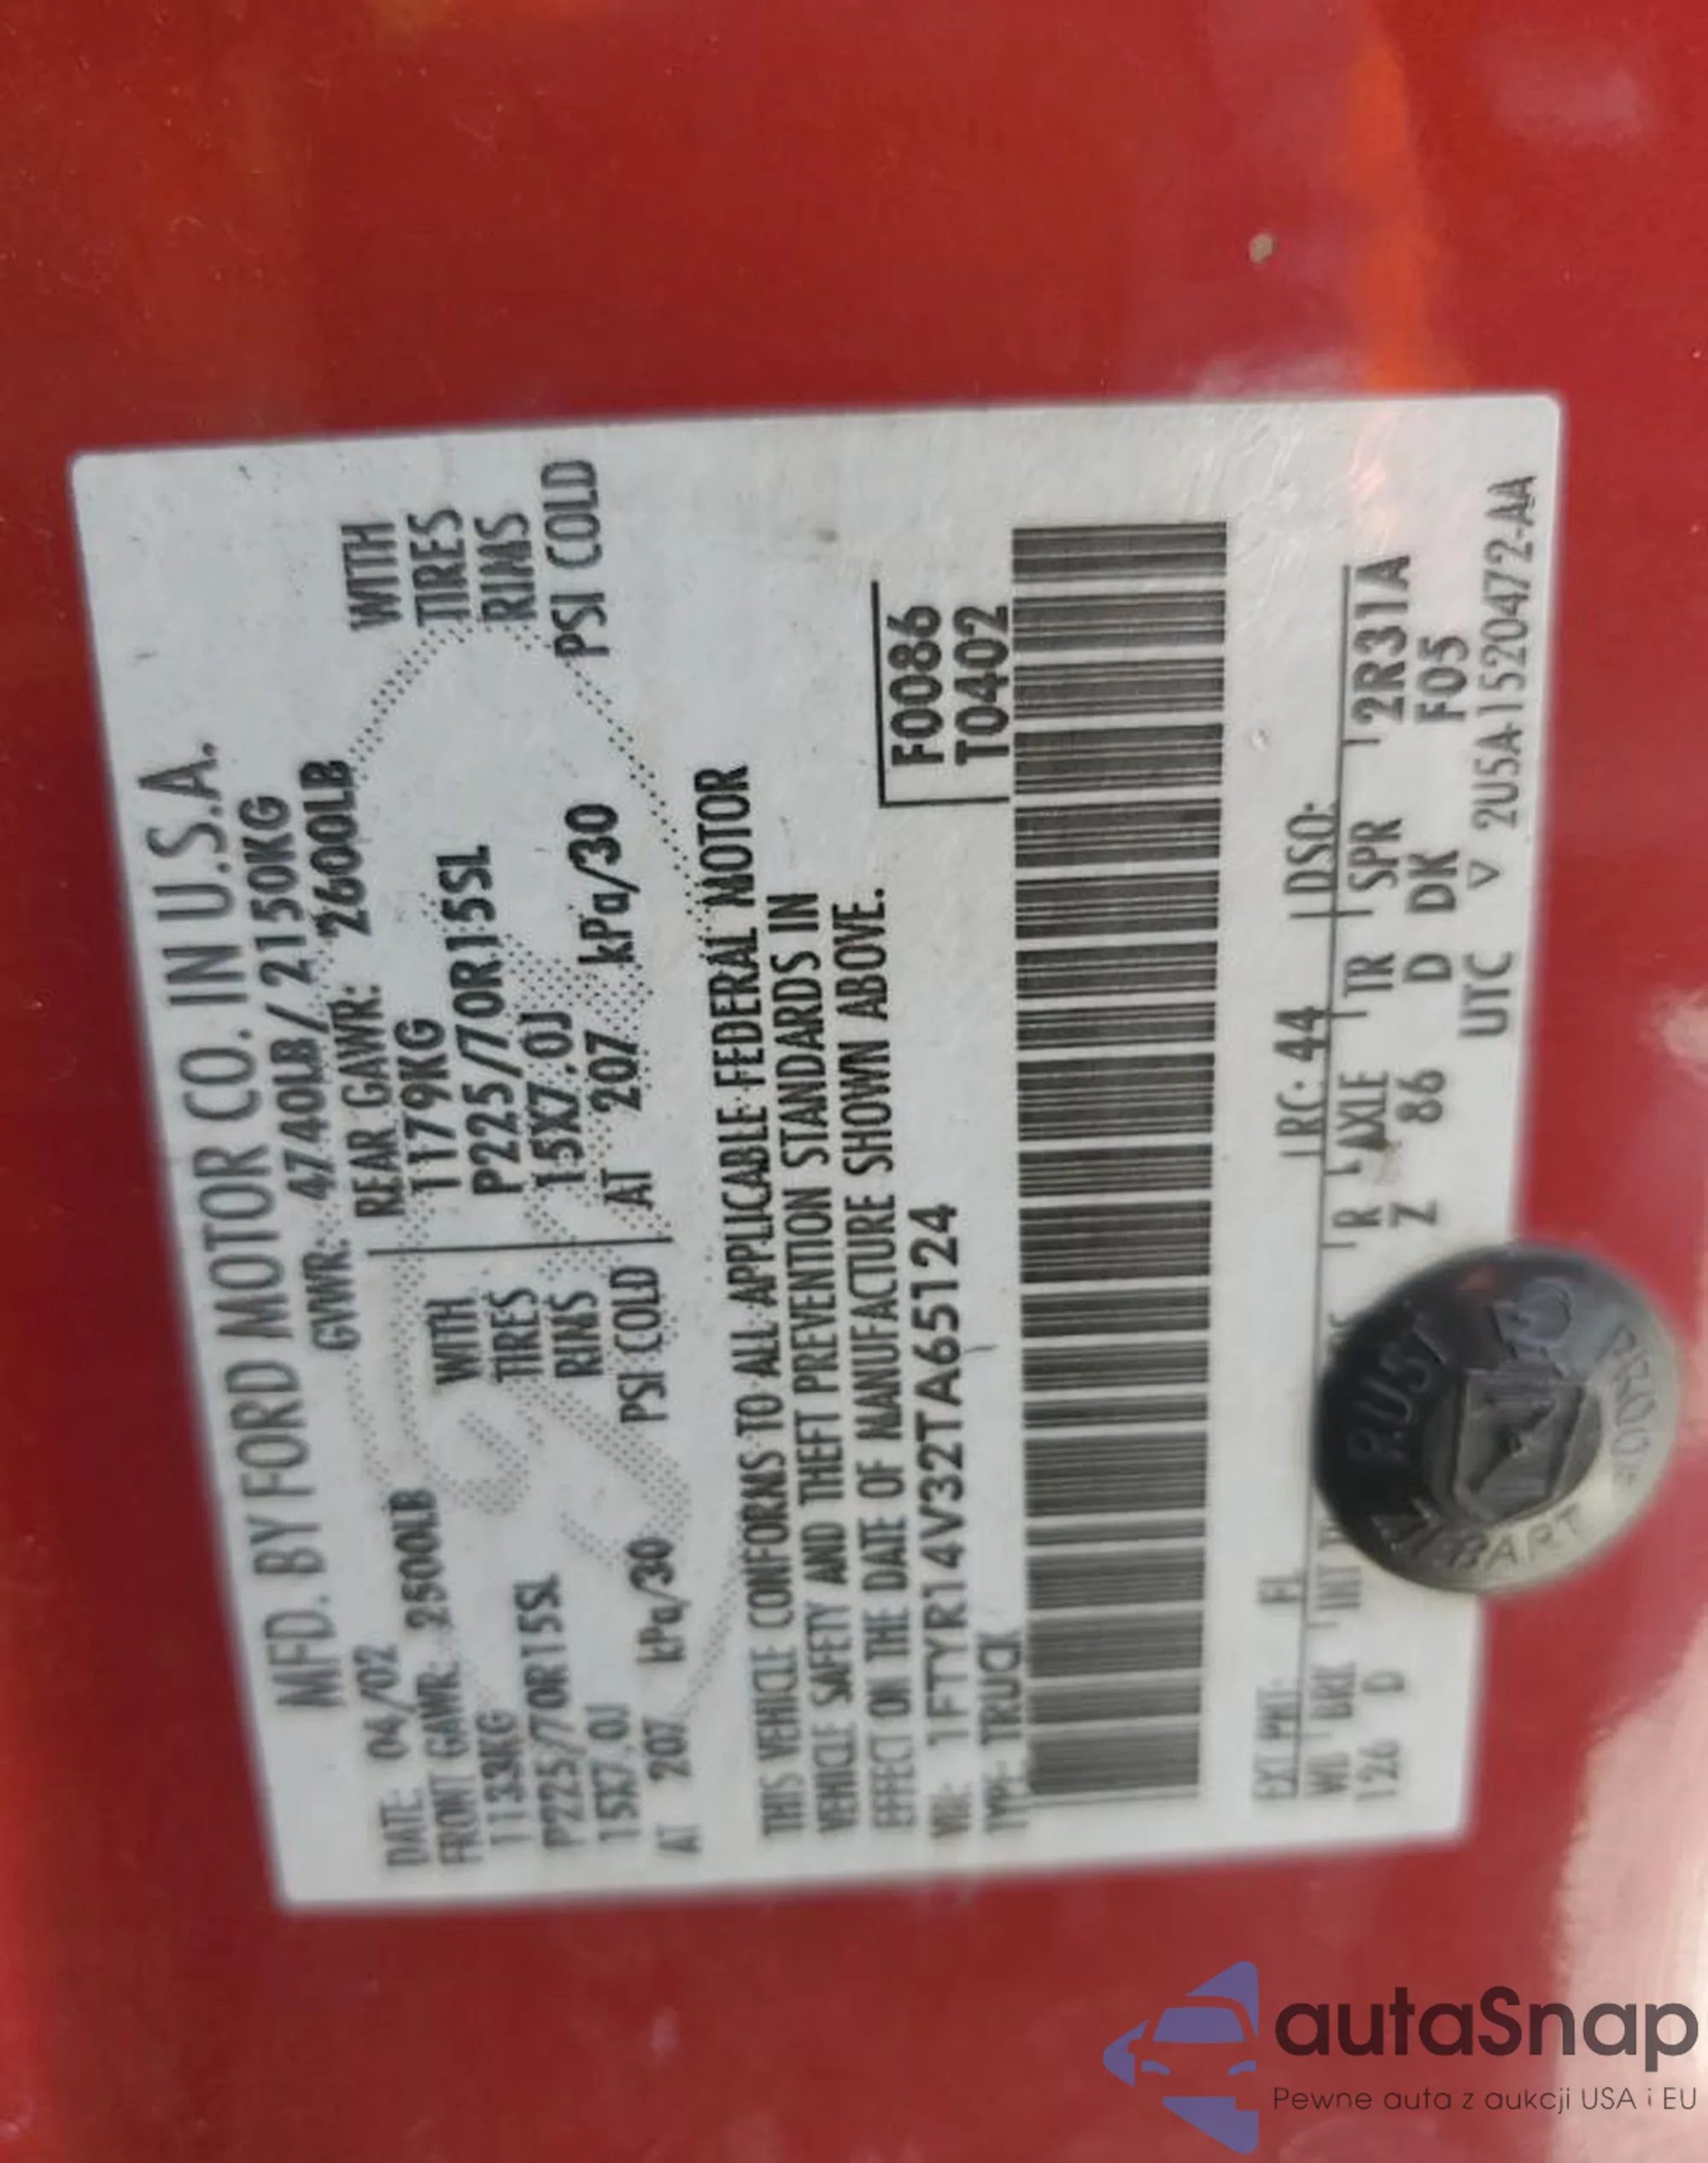 MFD. BY FORD MOTOR CO. IN U.S.A.
DATE: 04/02 GVWR: 4740LB/ 2150KG
FRONT GAWR: 2500LB REAR GAWR: 2600LB
1133KG WITH 1179KG WITH
P225/70R15SL TIRES P225/70R15SL TIRES
15X7.0J RIMS 15X7.0J RIMS
AT 207 kPa/30 PSI COLD AT 207 kPa/30 PSI COLD
THIS VEHICLE CONFORMS TO ALL APPLICABLE FEDERAL MOTOR
VEHICLE SAFETY AND THEFT PREVENTION STANDARDS IN
EFFECT ON THE DATE OF MANUFACTURE SHOWN ABOVE.
VIN: 1FTYR14V32TA65124 F0086
TYPE: TRUCK T0402
EXT PNT: FL RC: 44 DSO:
WB BRK INT R AXLE TR SPR 2R31A
126 D Z 86 D DK F05
UTC ▽ 2U5A-1520472-AA
RUST
autaSnap
Pewne auta z aukcji USA i EU